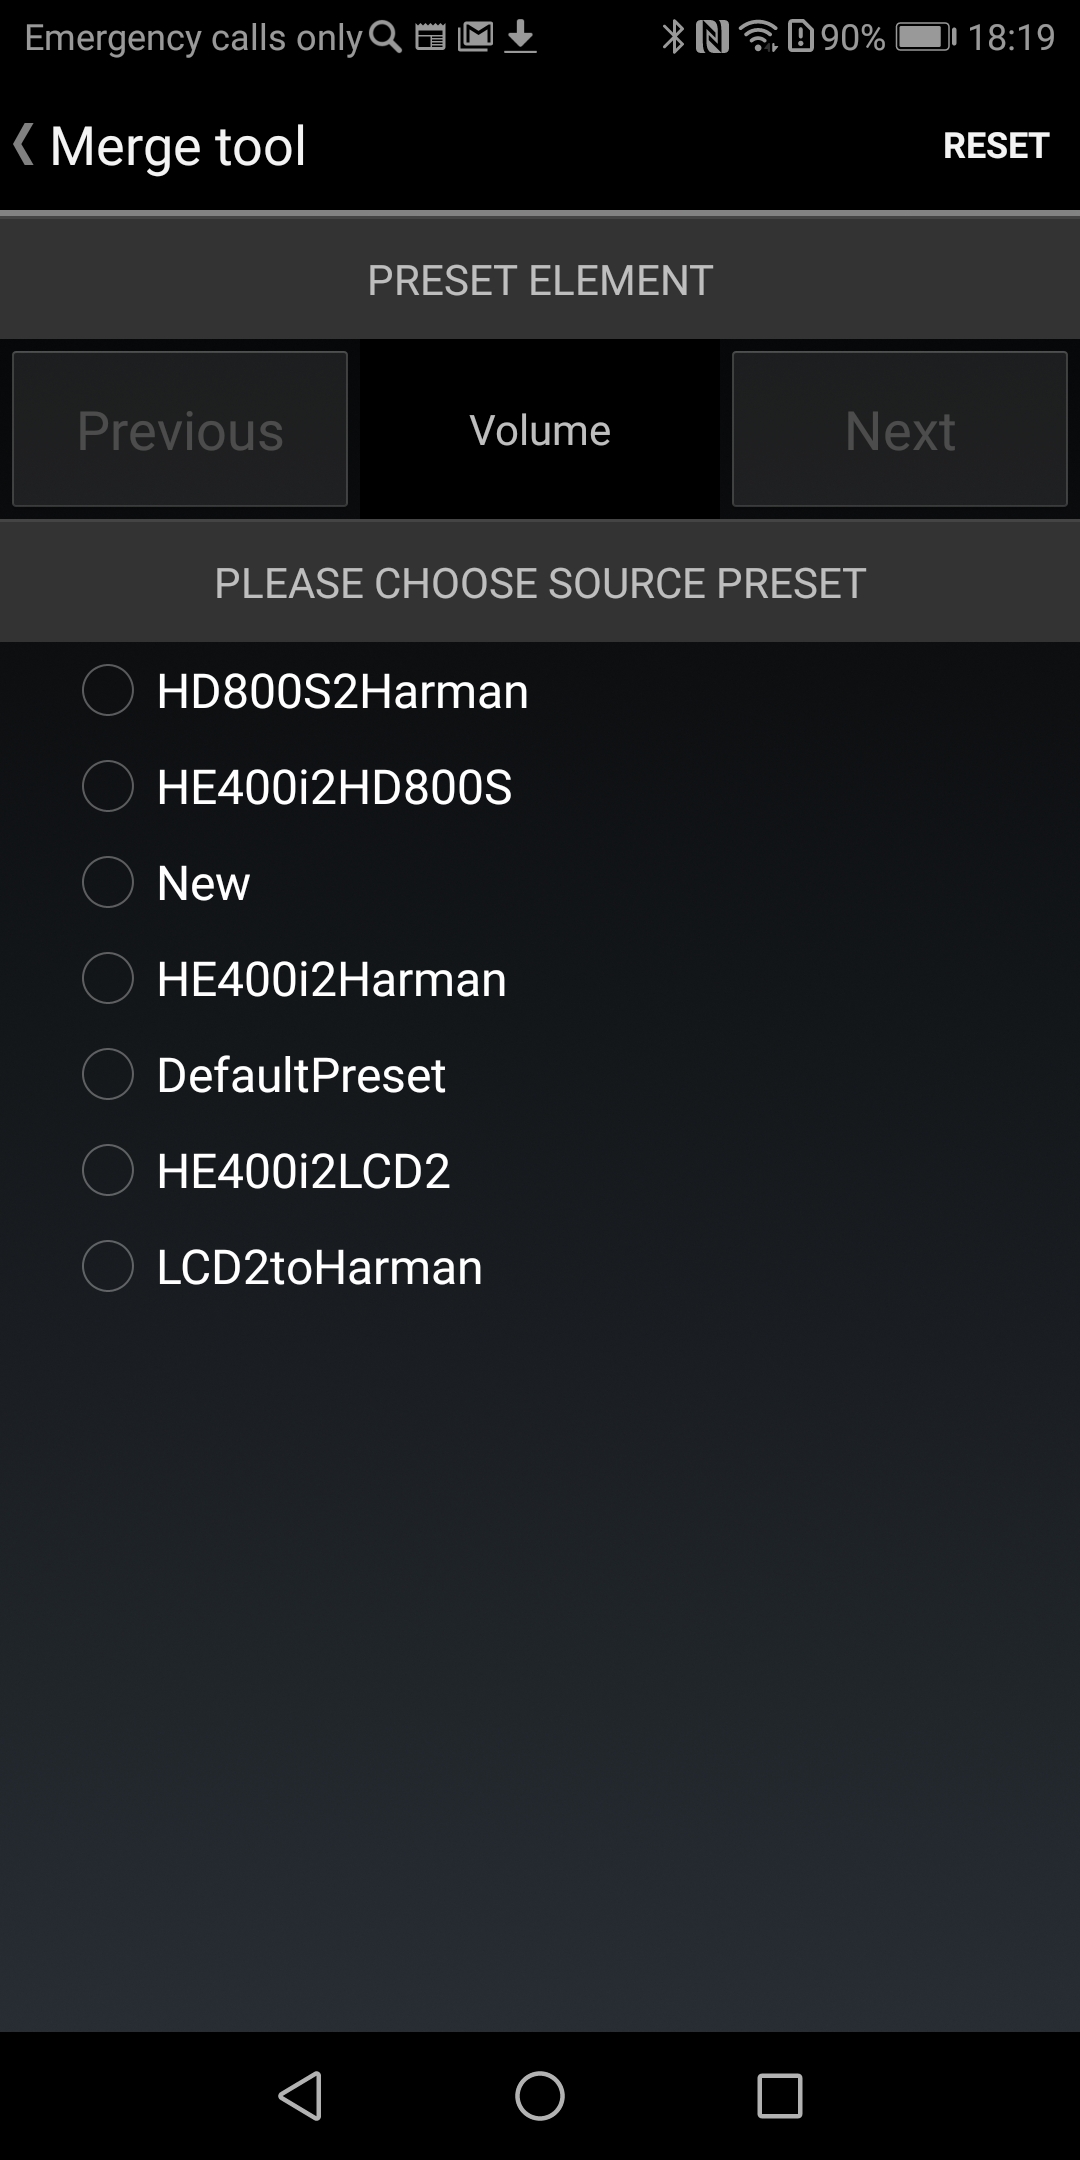 Emergency calls only 90% 18:19
Merge tool RESET
PRESET ELEMENT
Previous Volume Next
PLEASE CHOOSE SOURCE PRESET
HD800S2Harman
HE400i2HD800S
New
HE400i2Harman
DefaultPreset
HE400i2LCD2
LCD2toHarman